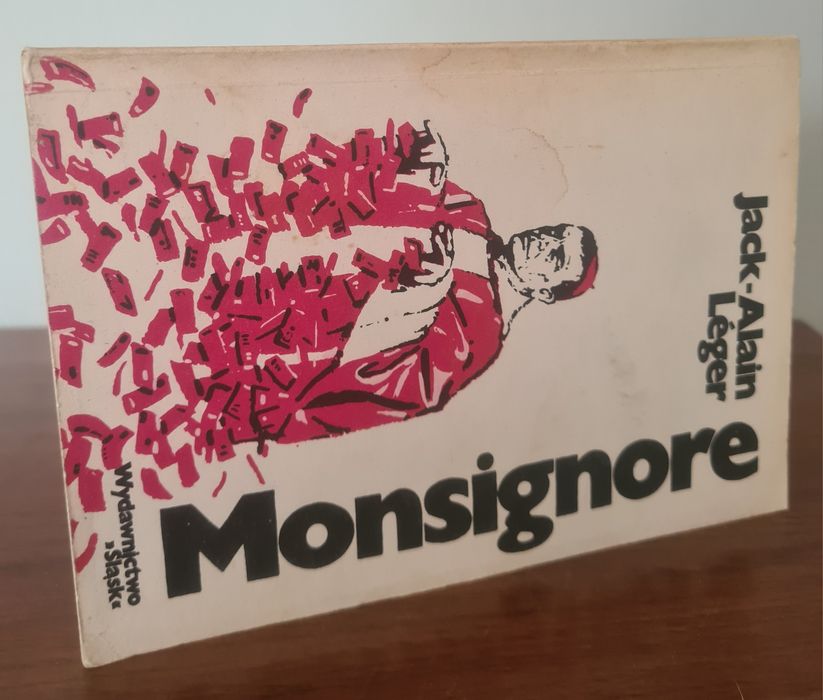 Jack-Alain
Léger
Monsignore
Wydawnictwo
»Śląsk«